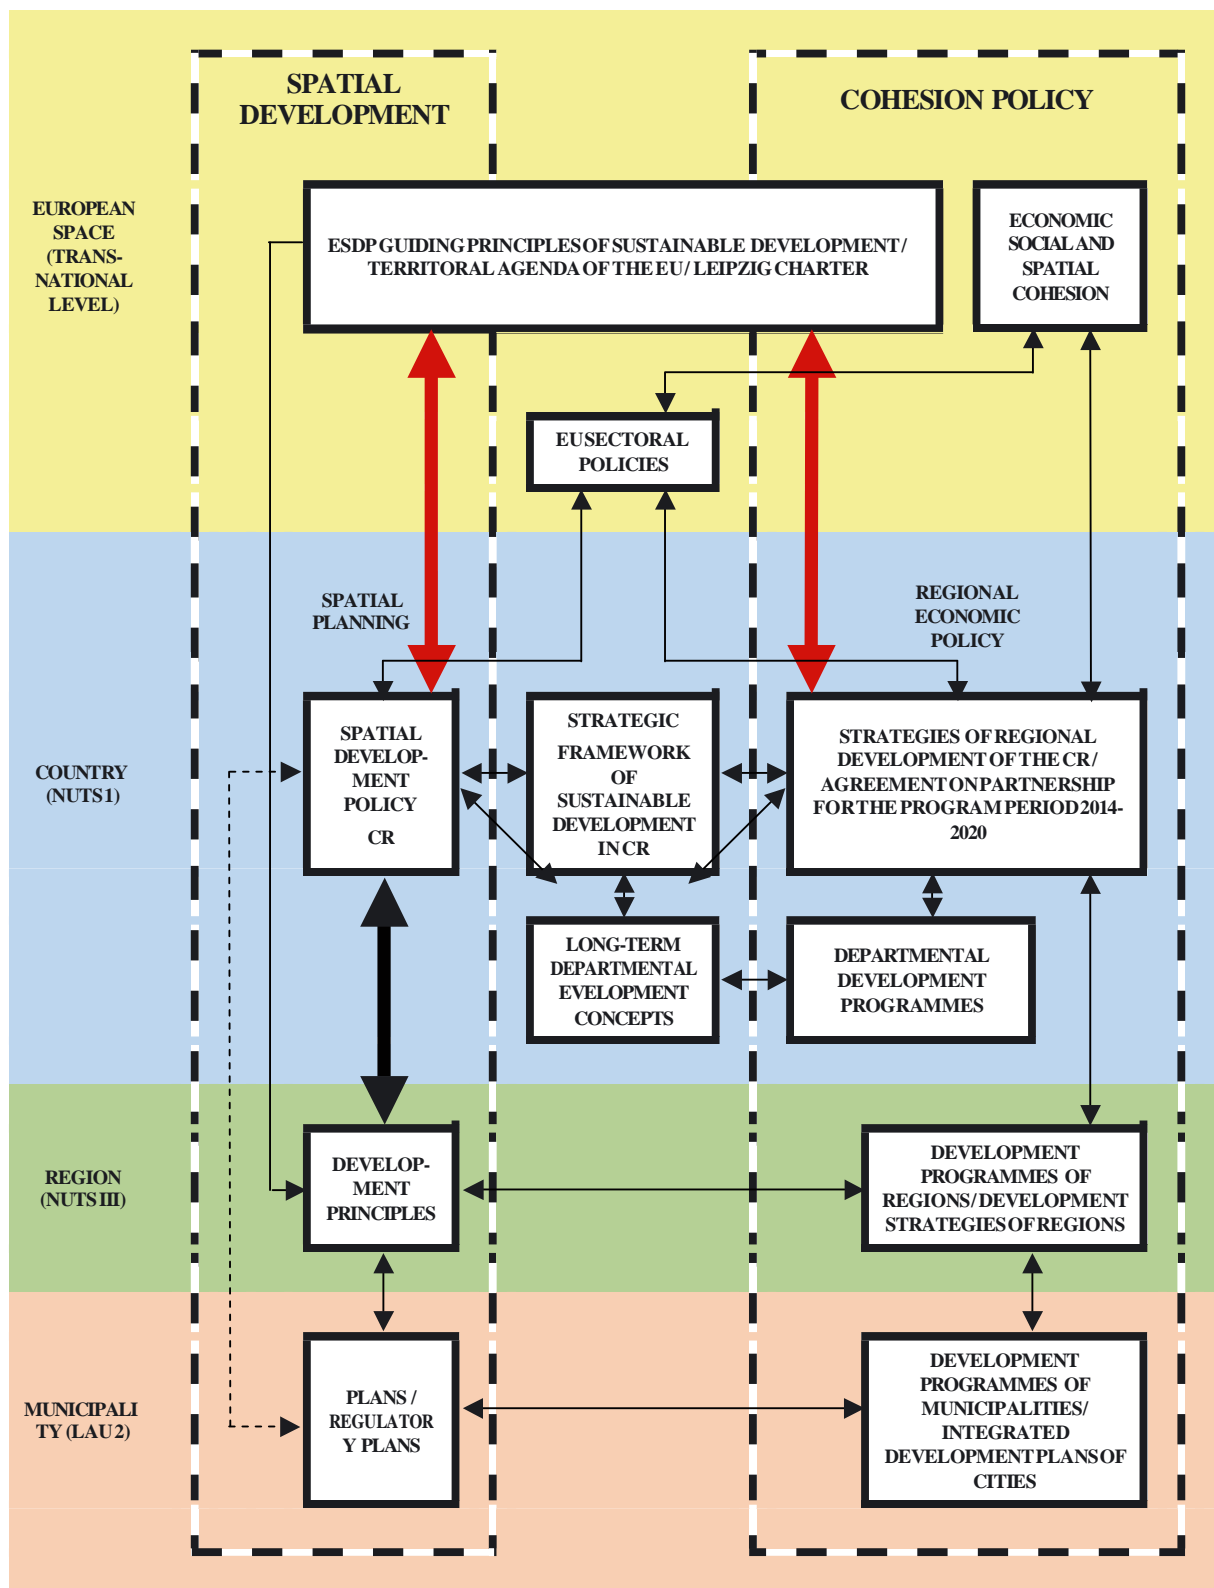 SPATIAL
DEVELOPMENT
COHESION POLICY
EUROPEAN
SPACE
(TRANS-
NATIONAL
LEVEL)
ESDP GUIDING PRINCIPLES OF SUSTAINABLE DEVELOPMENT /
TERRITORAL AGENDA OF THE EU / LEIPZIG CHARTER
ECONOMIC
SOCIAL AND
SPATIAL
COHESION
EU SECTORAL
POLICIES
SPATIAL
PLANNING
REGIONAL
ECONOMIC
POLICY
COUNTRY
(NUTS 1)
SPATIAL
DEVELOP-
MENT
POLICY
CR
STRATEGIC
FRAMEWORK
OF
SUSTAINABLE
DEVELOPMENT
IN CR
STRATEGIES OF REGIONAL
DEVELOPMENT OF THE CR/
AGREEMENT ON PARTNERSHIP
FOR THE PROGRAM PERIOD 2014-
2020
LONG-TERM
DEPARTMENTAL
EVELOPMENT
CONCEPTS
DEPARTMENTAL
DEVELOPMENT
PROGRAMMES
REGION
(NUTS III)
DEVELOP-
MENT
PRINCIPLES
DEVELOPMENT
PROGRAMMES OF
REGIONS/ DEVELOPMENT
STRATEGIES OF REGIONS
MUNICIPALI
TY (LAU 2)
PLANS /
REGULATOR
Y PLANS
DEVELOPMENT
PROGRAMMES OF
MUNICIPALITIES/
INTEGRATED
DEVELOPMENT PLANS OF
CITIES